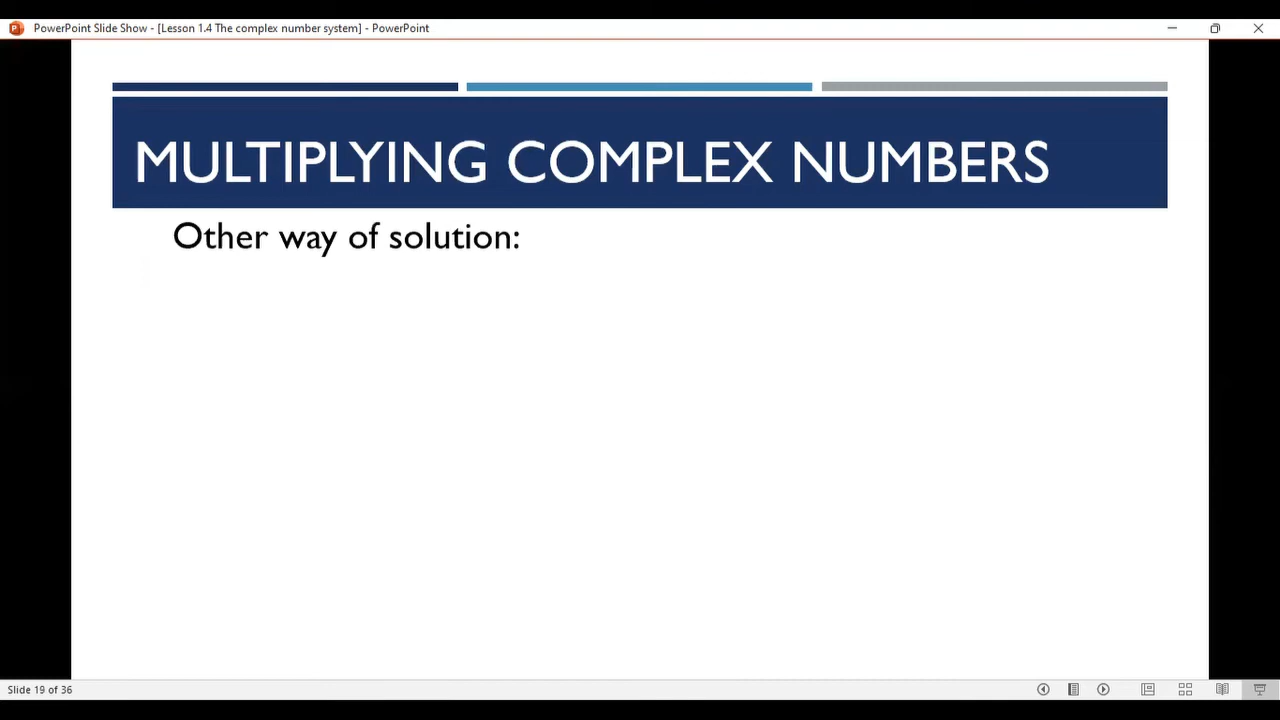 PowerPoint Slide Show - [Lesson 1.4 The complex number system] - PowerPoint
MULTIPLYING COMPLEX NUMBERS
Other way of solution:
Slide 19 of 36